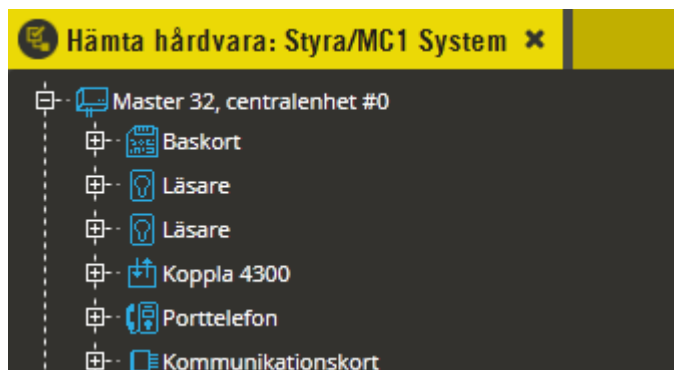 Hämta hårdvara: Styra/MC1 System ×
Master 32, centralenhet #0
Baskort
Läsare
Läsare
Koppla 4300
Porttelefon
Kommunikationskort